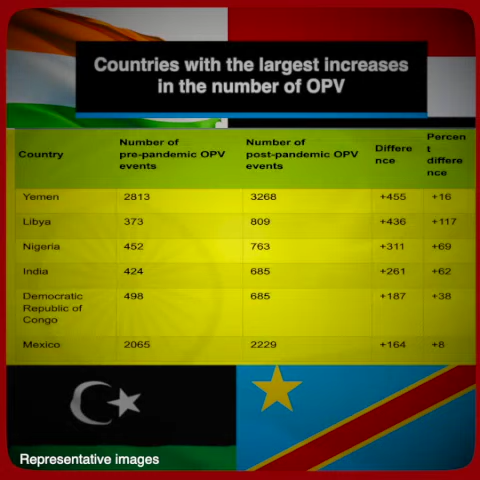 Countries with the largest increases
in the number of OPV
Country Number of pre-pandemic OPV events Number of post-pandemic OPV events Differe nce Percen t differe nce
Yemen 2813 3268 +455 +16
Libya 373 809 +436 +117
Nigeria 452 763 +311 +69
India 424 685 +261 +62
Democratic Republic of Congo 498 685 +187 +38
Mexico 2065 2229 +164 +8
Representative images